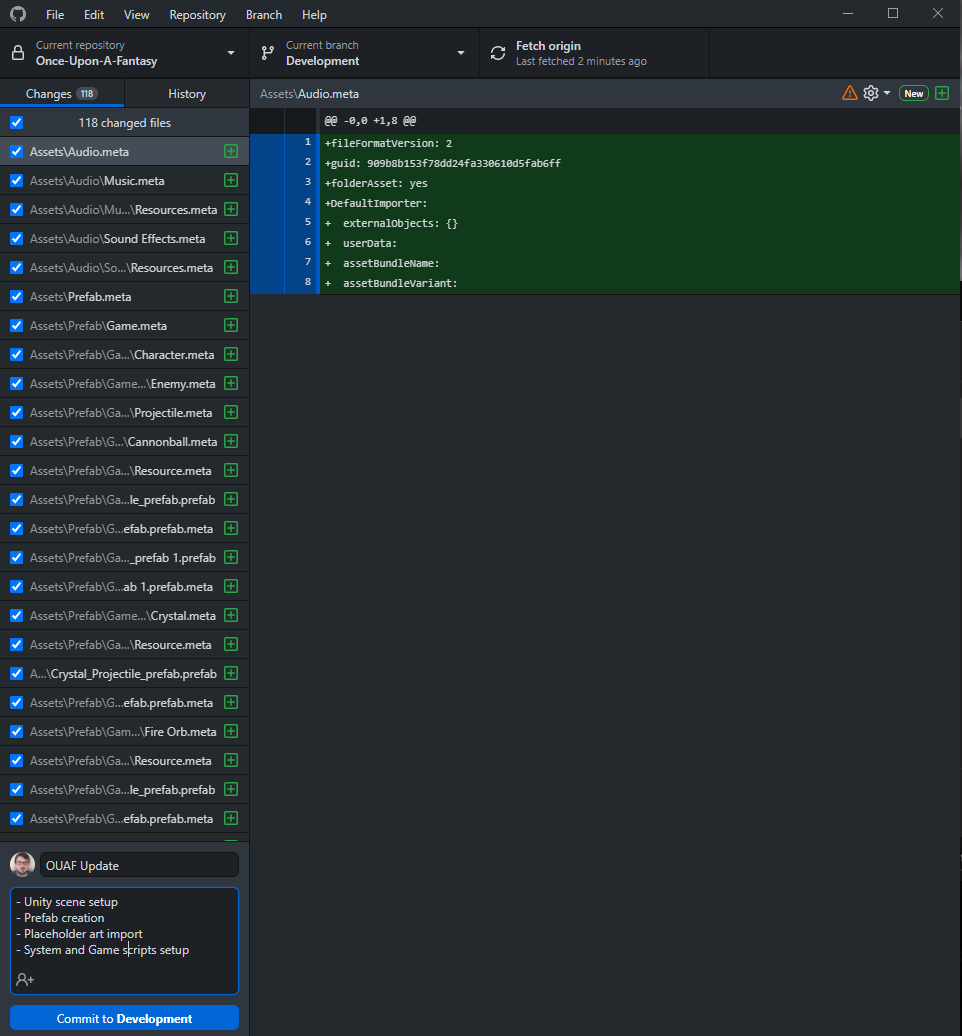 File Edit View Repository Branch Help
Current repository
Once-Upon-A-Fantasy
Current branch
Development
Fetch origin
Last fetched 2 minutes ago
Changes 118
History
Assets\Audio.meta
New
118 changed files
Assets\Audio.meta
Assets\Audio\Music.meta
Assets\Audio\Mu...\Resources.meta
Assets\Audio\Sound Effects.meta
Assets\Audio\So...\Resources.meta
Assets\Prefab.meta
Assets\Prefab\Game.meta
Assets\Prefab\Ga...\Character.meta
Assets\Prefab\Game...\Enemy.meta
Assets\Prefab\Ga...\Projectile.meta
Assets\Prefab\G...\Cannonball.meta
Assets\Prefab\Ga...\Resource.meta
Assets\Prefab\Ga...le_prefab.prefab
Assets\Prefab\G...efab.prefab.meta
Assets\Prefab\Ga..._prefab 1.prefab
Assets\Prefab\G...ab 1.prefab.meta
Assets\Prefab\Game...\Crystal.meta
Assets\Prefab\Ga...\Resource.meta
A...\Crystal_Projectile_prefab.prefab
Assets\Prefab\G...efab.prefab.meta
Assets\Prefab\Gam...\Fire Orb.meta
Assets\Prefab\Ga...\Resource.meta
Assets\Prefab\Ga...le_prefab.prefab
Assets\Prefab\G...efab.prefab.meta
@@ -0,0 +1,8 @@
1 +fileFormatVersion: 2
2 +guid: 909b8b153f78dd24fa330610d5fab6ff
3 +folderAsset: yes
4 +DefaultImporter:
5 +  externalObjects: {}
6 +  userData:
7 +  assetBundleName:
8 +  assetBundleVariant:
OUAF Update
- Unity scene setup
- Prefab creation
- Placeholder art import
- System and Game scripts setup
Commit to Development